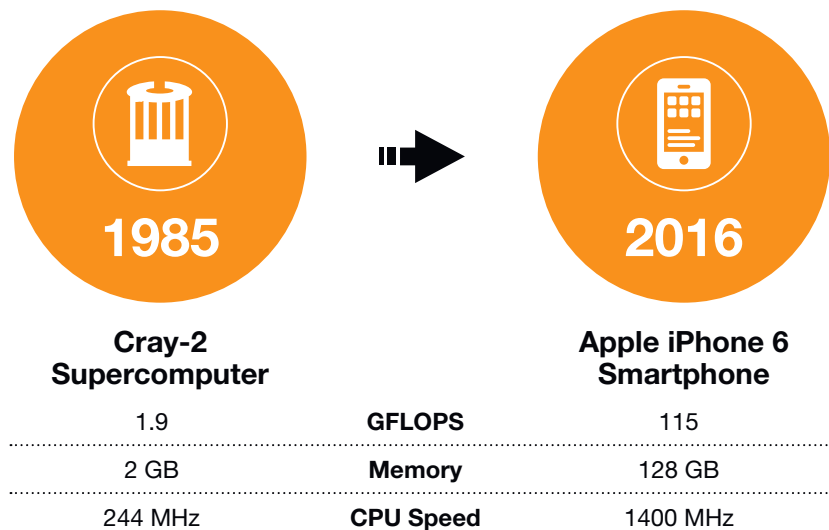 1985
2016
Cray-2
Supercomputer
Apple iPhone 6
Smartphone
1.9 GFLOPS 115
2 GB Memory 128 GB
244 MHz CPU Speed 1400 MHz